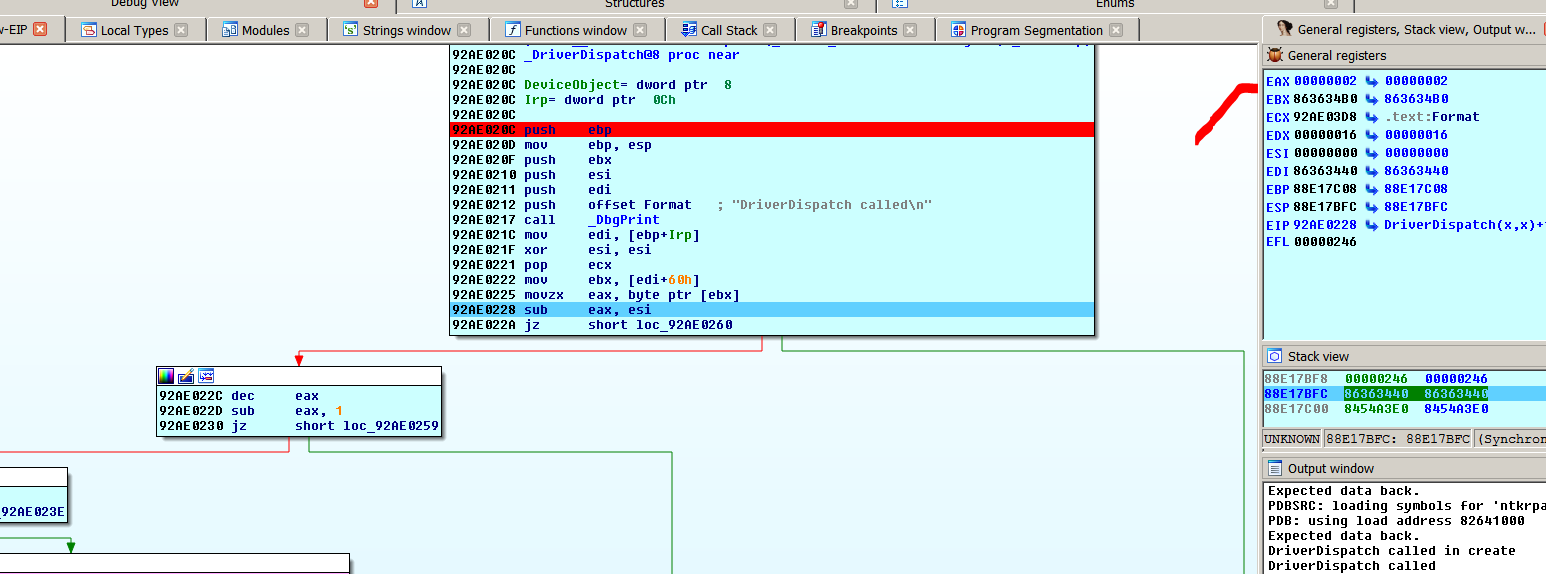 Debug View
Structures
Enums
w-EIP
Local Types
Modules
Strings window
Functions window
Call Stack
Breakpoints
Program Segmentation
General registers, Stack view, Output w...
92AE020C _DriverDispatch@8 proc near
92AE020C
92AE020C DeviceObject= dword ptr 8
92AE020C Irp= dword ptr 0Ch
92AE020C
92AE020C push ebp
92AE020D mov ebp, esp
92AE020F push ebx
92AE0210 push esi
92AE0211 push edi
92AE0212 push offset Format ; "DriverDispatch called\n"
92AE0217 call _DbgPrint
92AE021C mov edi, [ebp+Irp]
92AE021F xor esi, esi
92AE0221 pop ecx
92AE0222 mov ebx, [edi+60h]
92AE0225 movzx eax, byte ptr [ebx]
92AE0228 sub eax, esi
92AE022A jz short loc_92AE0260
92AE022C dec eax
92AE022D sub eax, 1
92AE0230 jz short loc_92AE0259
_92AE023E
General registers
EAX 00000002 00000002
EBX 863634B0 863634B0
ECX 92AE03D8 .text:Format
EDX 00000016 00000016
ESI 00000000 00000000
EDI 86363440 86363440
EBP 88E17C08 88E17C08
ESP 88E17BFC 88E17BFC
EIP 92AE0228 DriverDispatch(x,x)+
EFL 00000246
Stack view
88E17BF8 00000246 00000246
88E17BFC 86363440 86363440
88E17C00 8454A3E0 8454A3E0
UNKNOWN 88E17BFC: 88E17BFC (Synchron
Output window
Expected data back.
PDBSRC: loading symbols for 'ntkrpa
PDB: using load address 82641000
Expected data back.
DriverDispatch called in create
DriverDispatch called